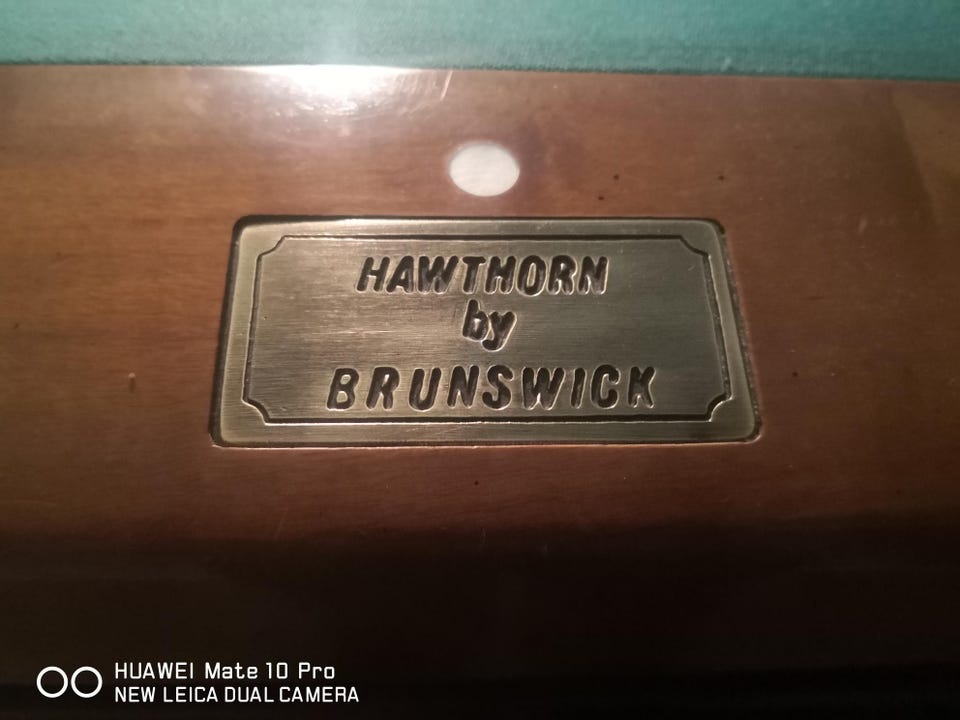 HAWTHORN
by
BRUNSWICK
HUAWEI Mate 10 Pro
NEW LEICA DUAL CAMERA